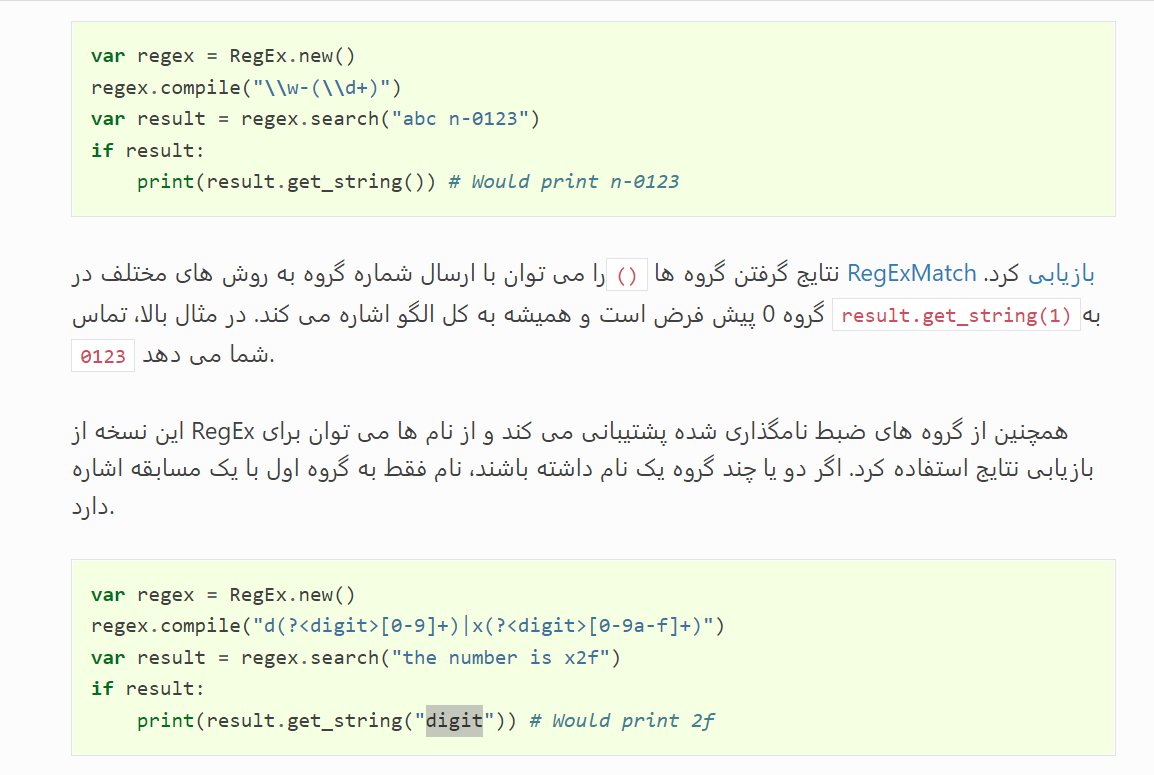 var regex = RegEx.new()
regex.compile("\\w-(\\d+)")
var result = regex.search("abc n-0123")
if result:
    print(result.get_string()) # Would print n-0123
نتایج گرفتن گروه ها () را می توان با ارسال شماره گروه به روش های مختلف در RegExMatch بازیابی کرد.
گروه 0 پیش فرض است و همیشه به کل الگو اشاره می کند. در مثال بالا، تماس result.get_string(1) به
شما می دهد 0123.
این نسخه از RegEx همچنین از گروه های ضبط نامگذاری شده پشتیبانی می کند و از نام ها می توان برای
بازیابی نتایج استفاده کرد. اگر دو یا چند گروه یک نام داشته باشند، نام فقط به گروه اول با یک مسابقه اشاره
دارد.
var regex = RegEx.new()
regex.compile("d(?<digit>[0-9]+)|x(?<digit>[0-9a-f]+)")
var result = regex.search("the number is x2f")
if result:
    print(result.get_string("digit")) # Would print 2f